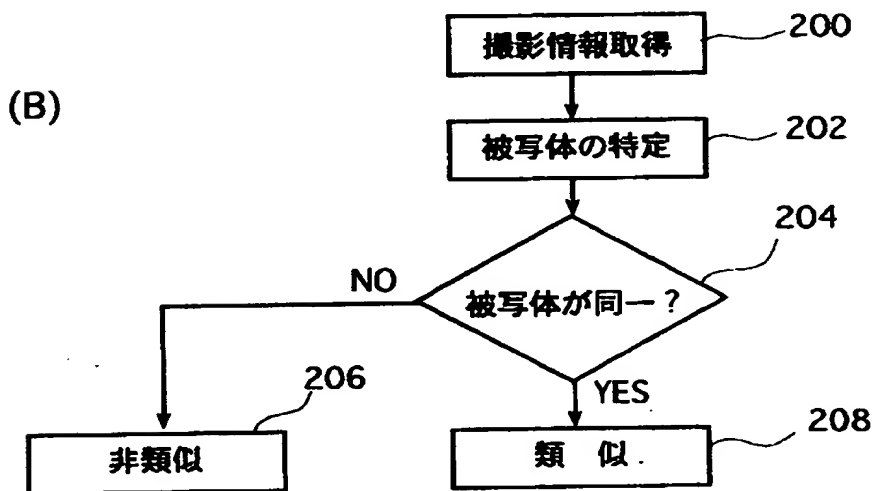 撮影情報取得
200
(B)
被写体の特定
202
204
NO
被写体が同一?
206
YES
208
非類似
類 似